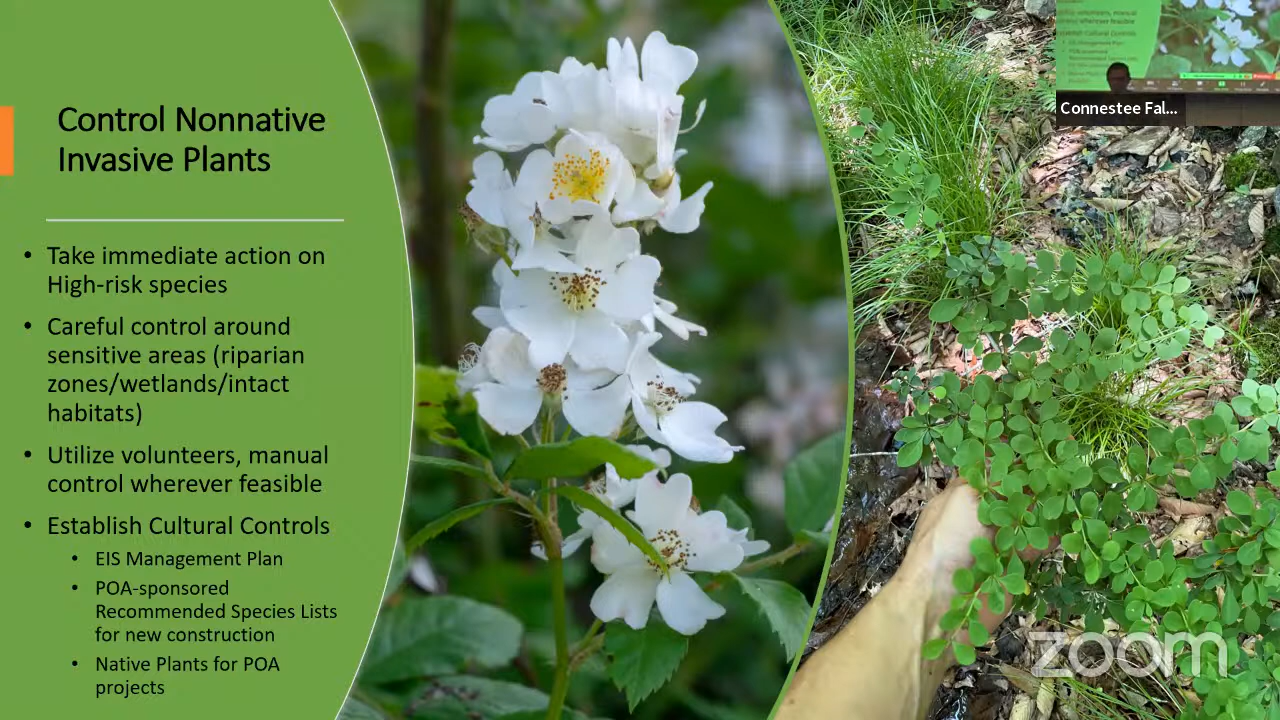 Control Nonnative
Invasive Plants
• Take immediate action on
High-risk species
• Careful control around
sensitive areas (riparian
zones/wetlands/intact
habitats)
• Utilize volunteers, manual
control wherever feasible
• Establish Cultural Controls
• EIS Management Plan
• POA-sponsored
Recommended Species Lists
for new construction
• Native Plants for POA
projects
Connestee Fal...
zoom